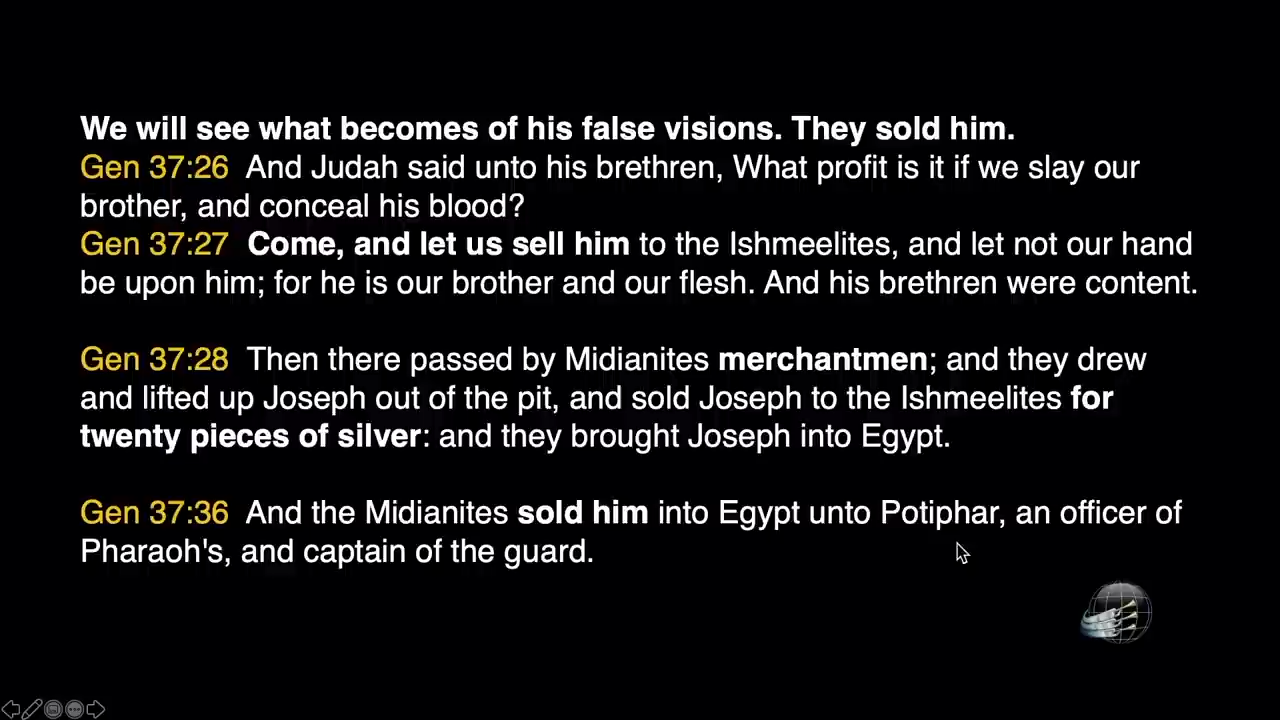 We will see what becomes of his false visions. They sold him.
Gen 37:26 And Judah said unto his brethren, What profit is it if we slay our
brother, and conceal his blood?
Gen 37:27 Come, and let us sell him to the Ishmeelites, and let not our hand
be upon him; for he is our brother and our flesh. And his brethren were content.
Gen 37:28 Then there passed by Midianites merchantmen; and they drew
and lifted up Joseph out of the pit, and sold Joseph to the Ishmeelites for
twenty pieces of silver: and they brought Joseph into Egypt.
Gen 37:36 And the Midianites sold him into Egypt unto Potiphar, an officer of
Pharaoh's, and captain of the guard.